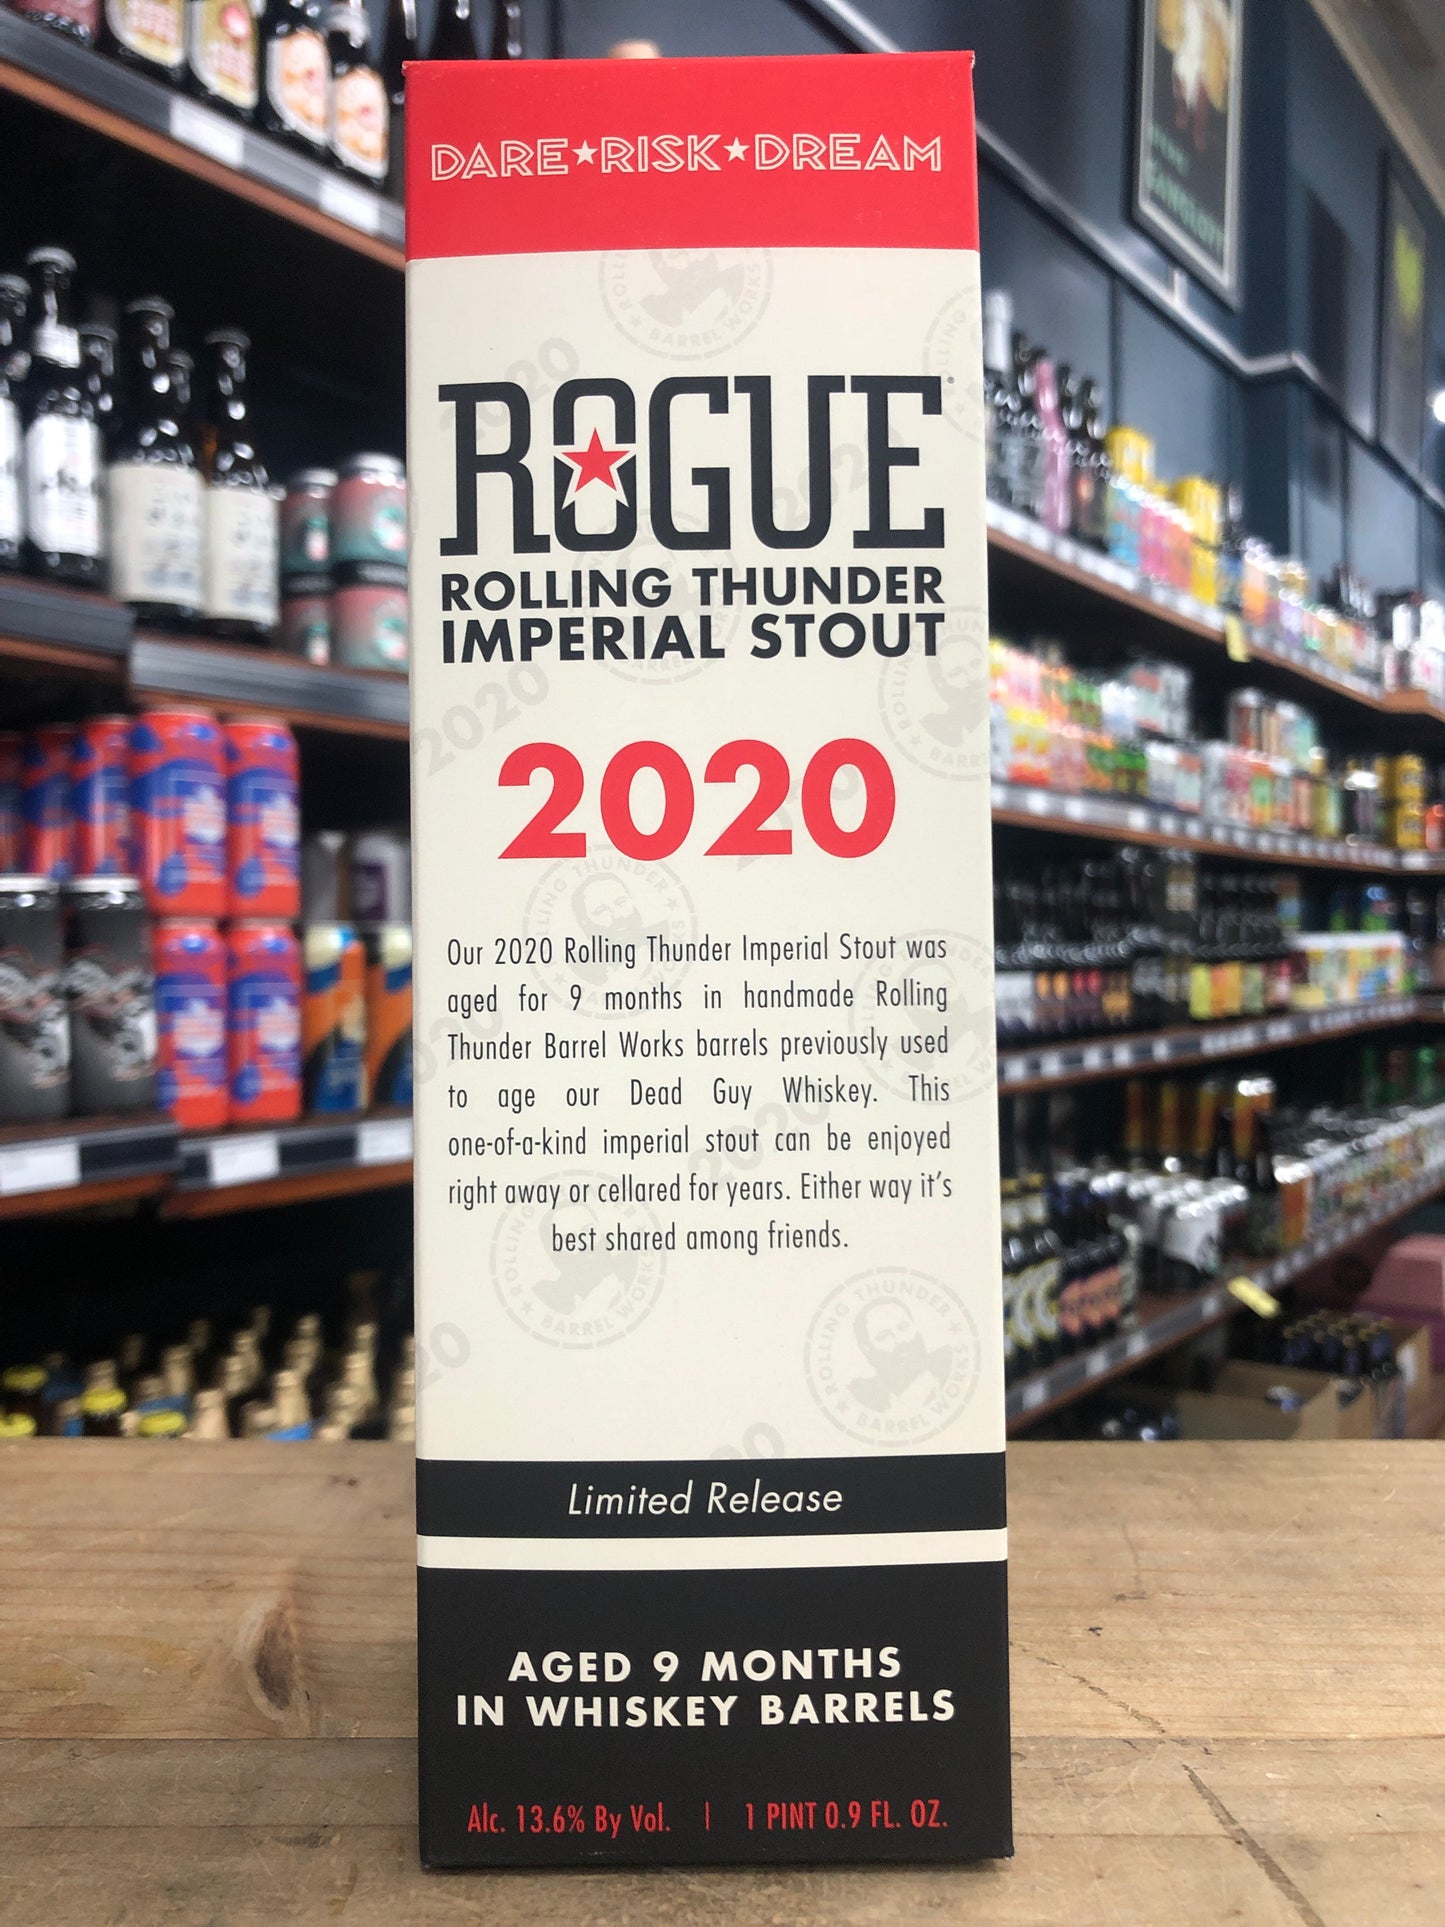 DARE★RISK★DREAM
ROGUE
ROLLING THUNDER
IMPERIAL STOUT
2020
Our 2020 Rolling Thunder Imperial Stout was
aged for 9 months in handmade Rolling
Thunder Barrel Works barrels previously used
to age our Dead Guy Whiskey. This
one-of-a-kind imperial stout can be enjoyed
right away or cellared for years. Either way it's
best shared among friends.
ROLLING THUNDER
BARREL WORKS
Limited Release
AGED 9 MONTHS
IN WHISKEY BARRELS
Alc. 13.6% By Vol. | 1 PINT 0.9 FL. OZ.